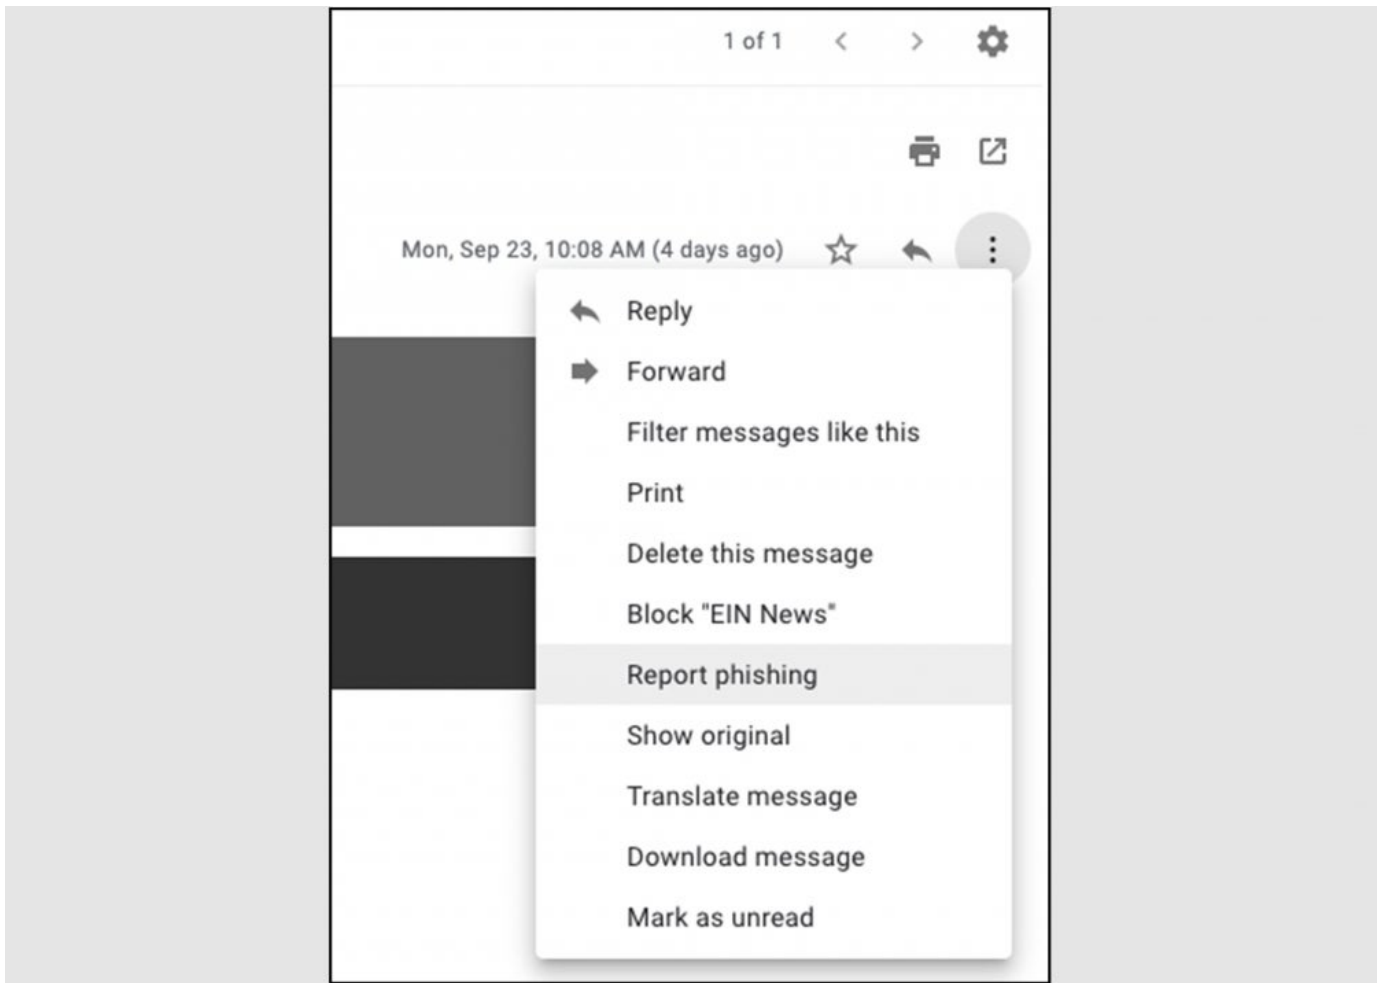 1 of 1
Mon, Sep 23, 10:08 AM (4 days ago)
Reply
Forward
Filter messages like this
Print
Delete this message
Block "EIN News"
Report phishing
Show original
Translate message
Download message
Mark as unread